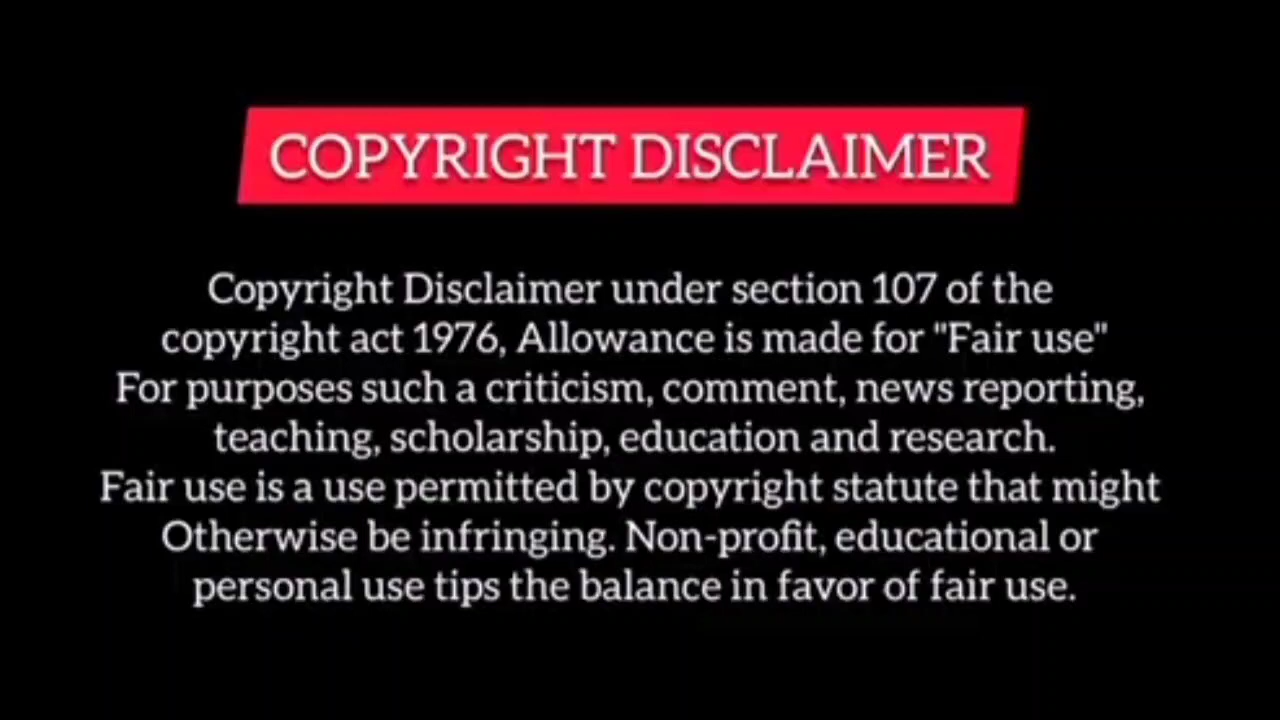 COPYRIGHT DISCLAIMER
Copyright Disclaimer under section 107 of the
copyright act 1976, Allowance is made for "Fair use"
For purposes such a criticism, comment, news reporting,
teaching, scholarship, education and research.
Fair use is a use permitted by copyright statute that might
Otherwise be infringing. Non-profit, educational or
personal use tips the balance in favor of fair use.